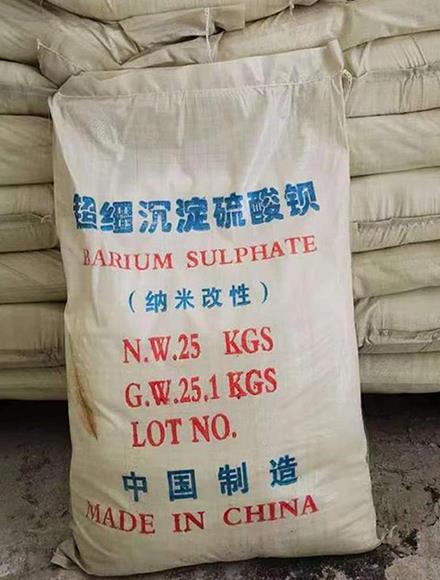 超细沉淀硫酸钡
BARIUM SULPHATE
（纳米改性）
N.W.25 KGS
G.W.25.1 KGS
LOT NO.
中国制造
MADE IN CHINA